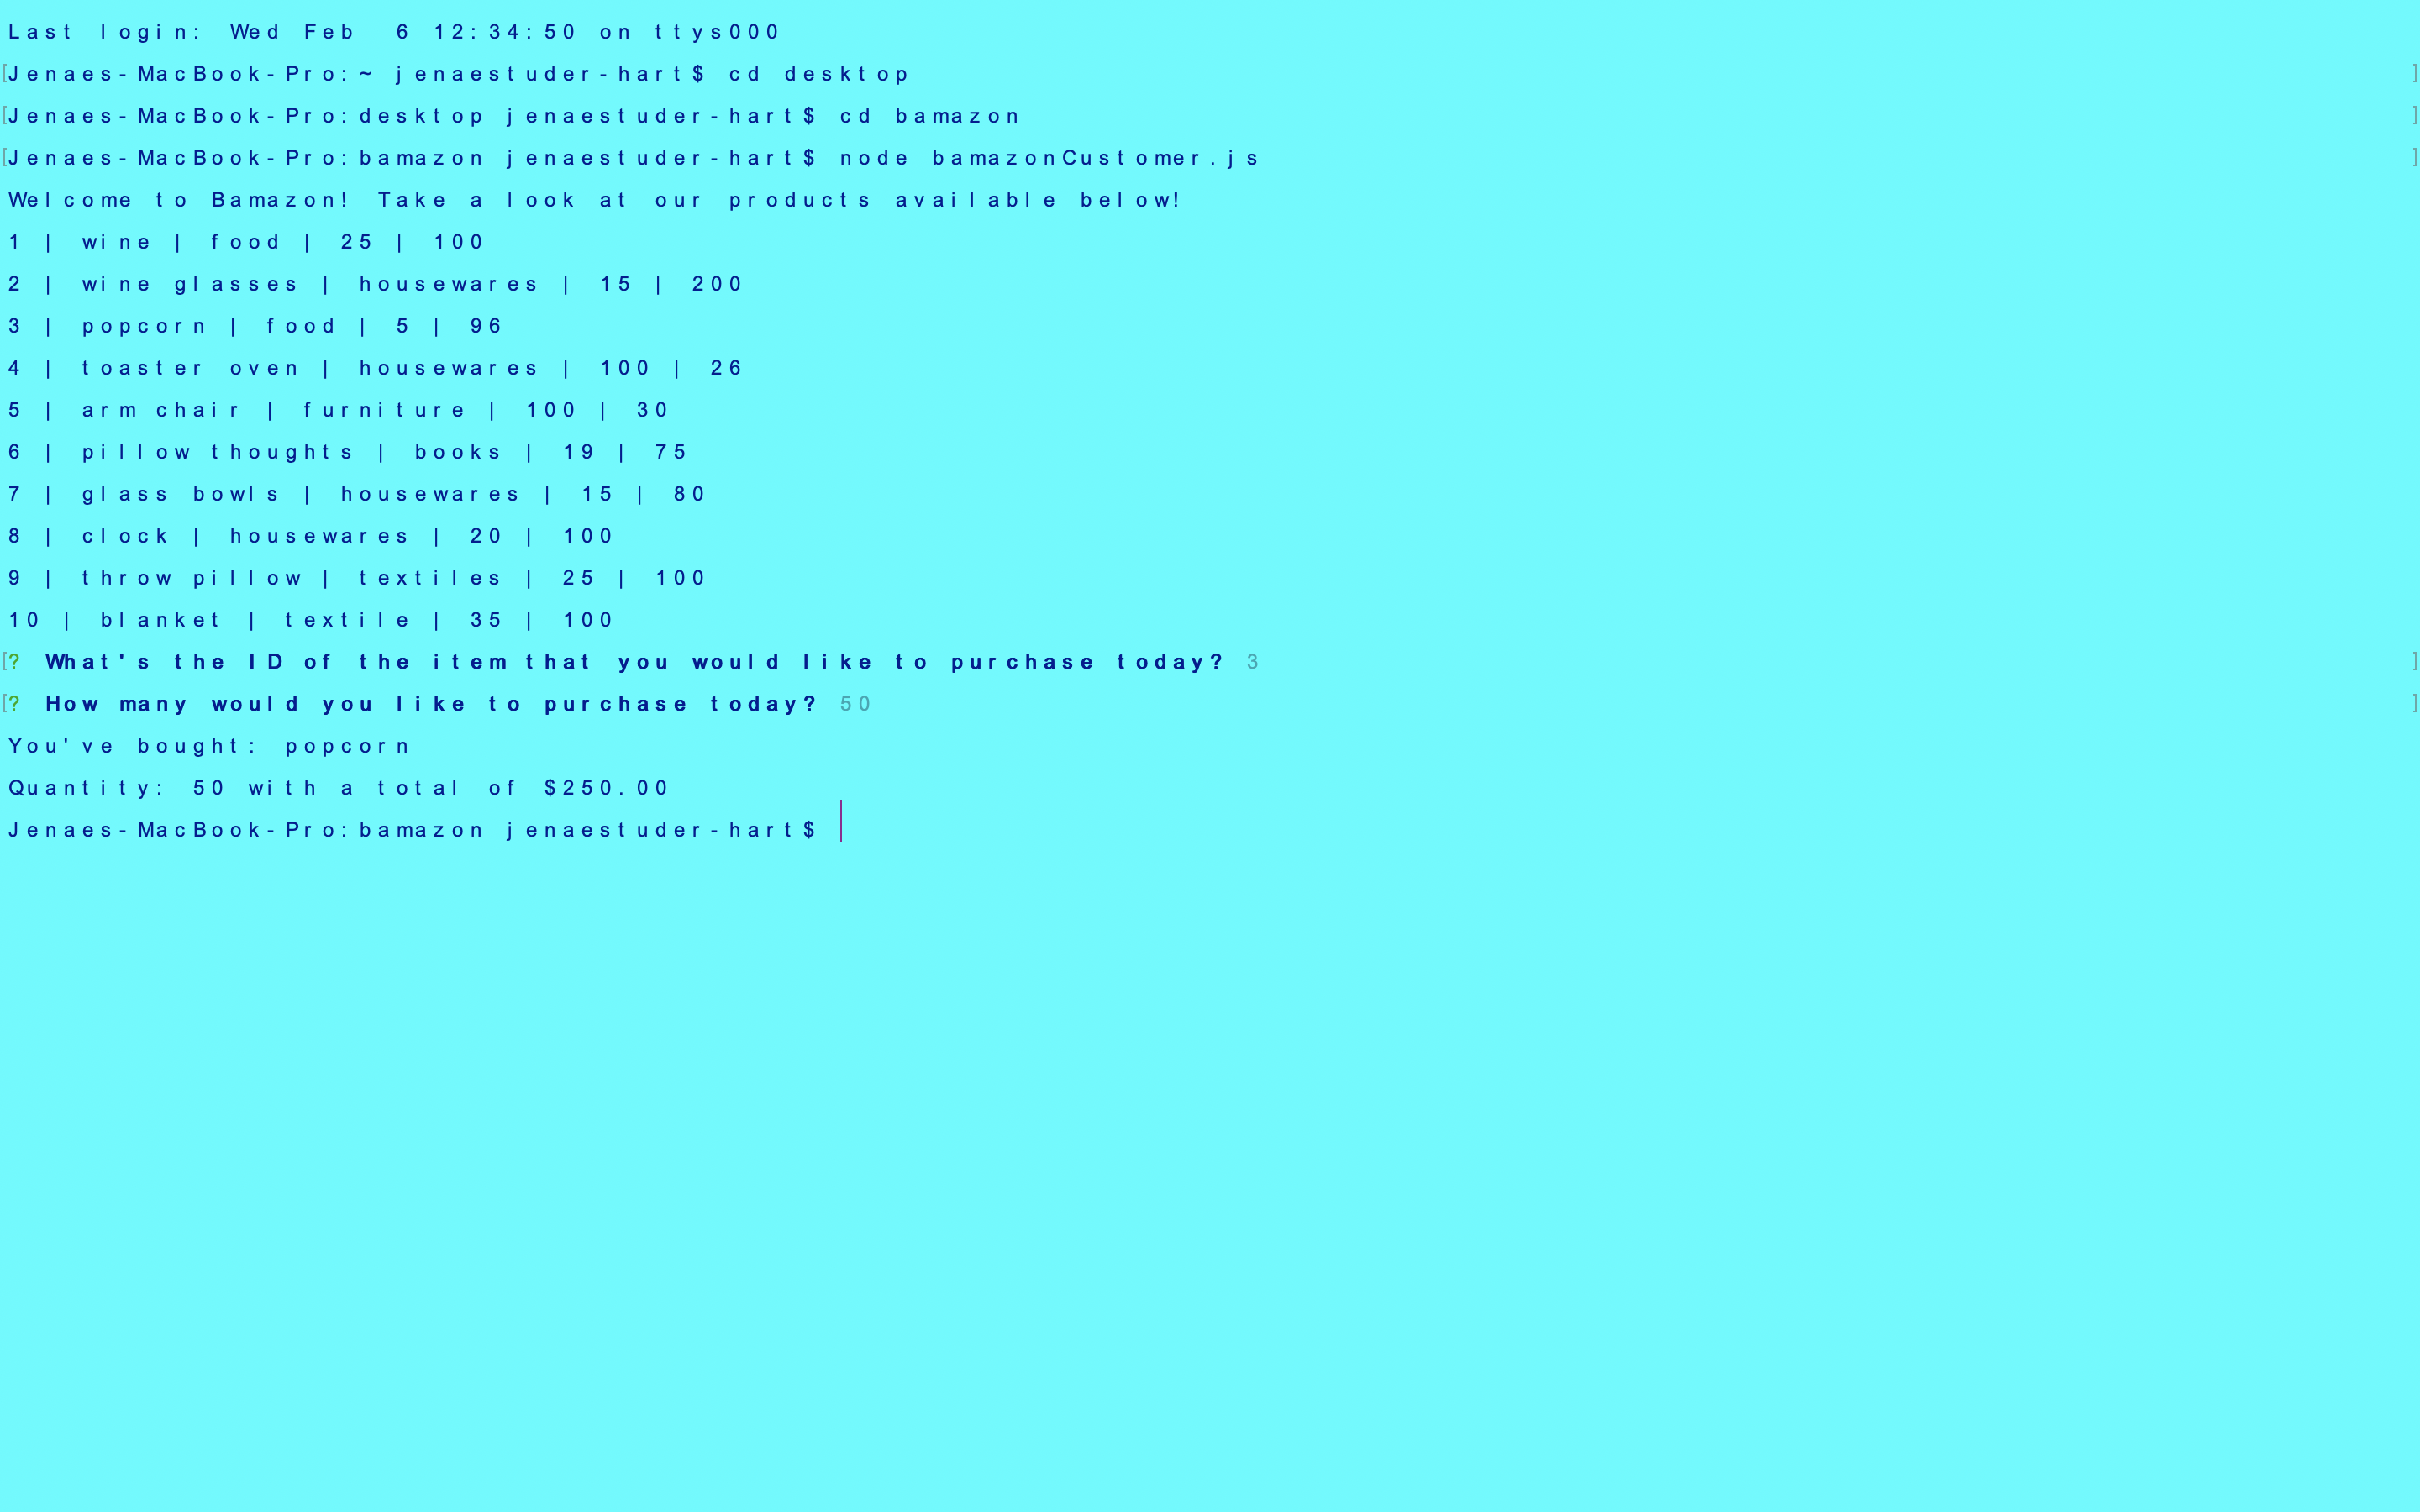 Last login: Wed Feb  6 12:34:50 on ttys000
[Jenaes-MacBook-Pro:~ jenaestuder-hart$ cd desktop ]
[Jenaes-MacBook-Pro:desktop jenaestuder-hart$ cd bamazon ]
[Jenaes-MacBook-Pro:bamazon jenaestuder-hart$ node bamazonCustomer.js ]
Welcome to Bamazon! Take a look at our products available below!
1 | wine | food | 25 | 100
2 | wine glasses | housewares | 15 | 200
3 | popcorn | food | 5 | 96
4 | toaster oven | housewares | 100 | 26
5 | arm chair | furniture | 100 | 30
6 | pillow thoughts | books | 19 | 75
7 | glass bowls | housewares | 15 | 80
8 | clock | housewares | 20 | 100
9 | throw pillow | textiles | 25 | 100
10 | blanket | textile | 35 | 100
[? What's the ID of the item that you would like to purchase today? 3 ]
[? How many would you like to purchase today? 50 ]
You've bought: popcorn
Quantity: 50 with a total of $250.00
Jenaes-MacBook-Pro:bamazon jenaestuder-hart$